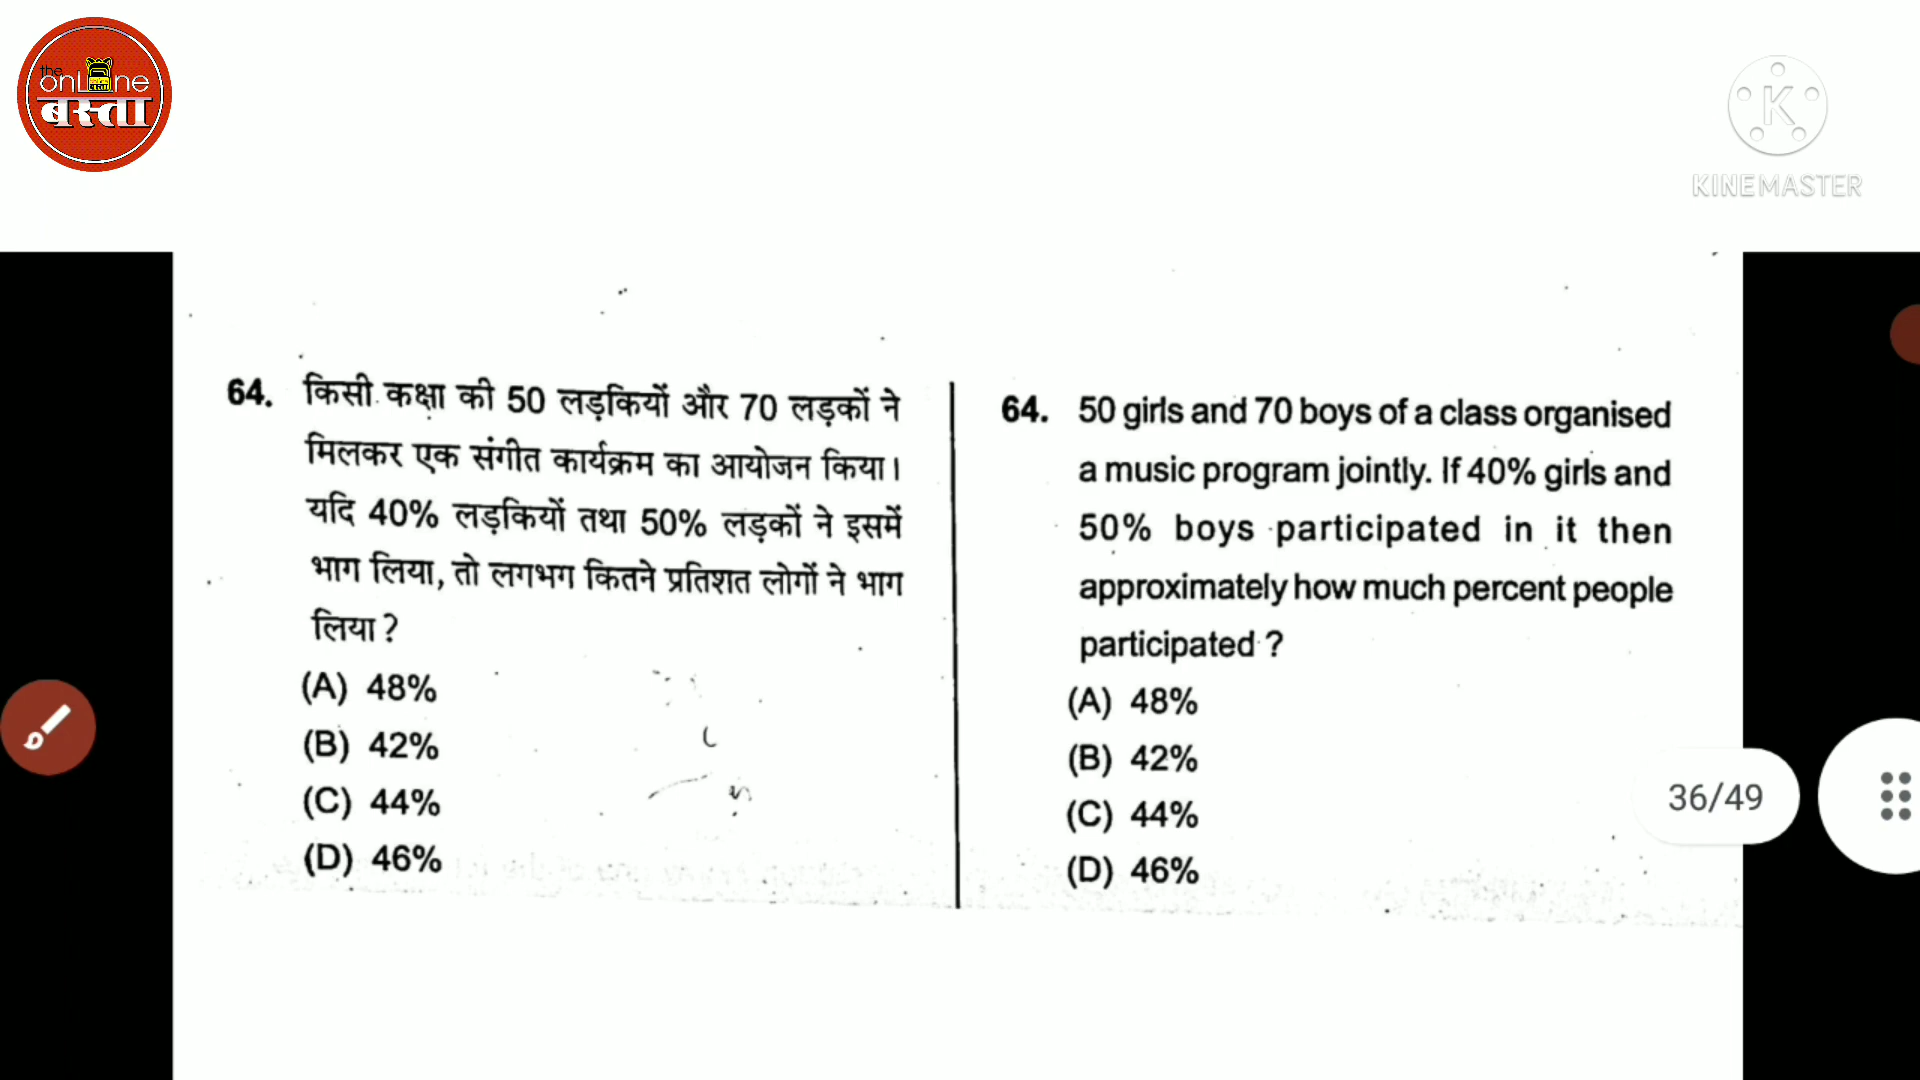 the
onLine
बस्ता
KINEMASTER
64. किसी कक्षा की 50 लड़कियों और 70 लड़कों ने
मिलकर एक संगीत कार्यक्रम का आयोजन किया।
यदि 40% लड़कियों तथा 50% लड़कों ने इसमें
भाग लिया, तो लगभग कितने प्रतिशत लोगों ने भाग
लिया ?
(A) 48%
(B) 42%
(C) 44%
(D) 46%
64. 50 girls and 70 boys of a class organised
a music program jointly. If 40% girls and
50% boys participated in it then
approximately how much percent people
participated ?
(A) 48%
(B) 42%
(C) 44%
(D) 46%
36/49